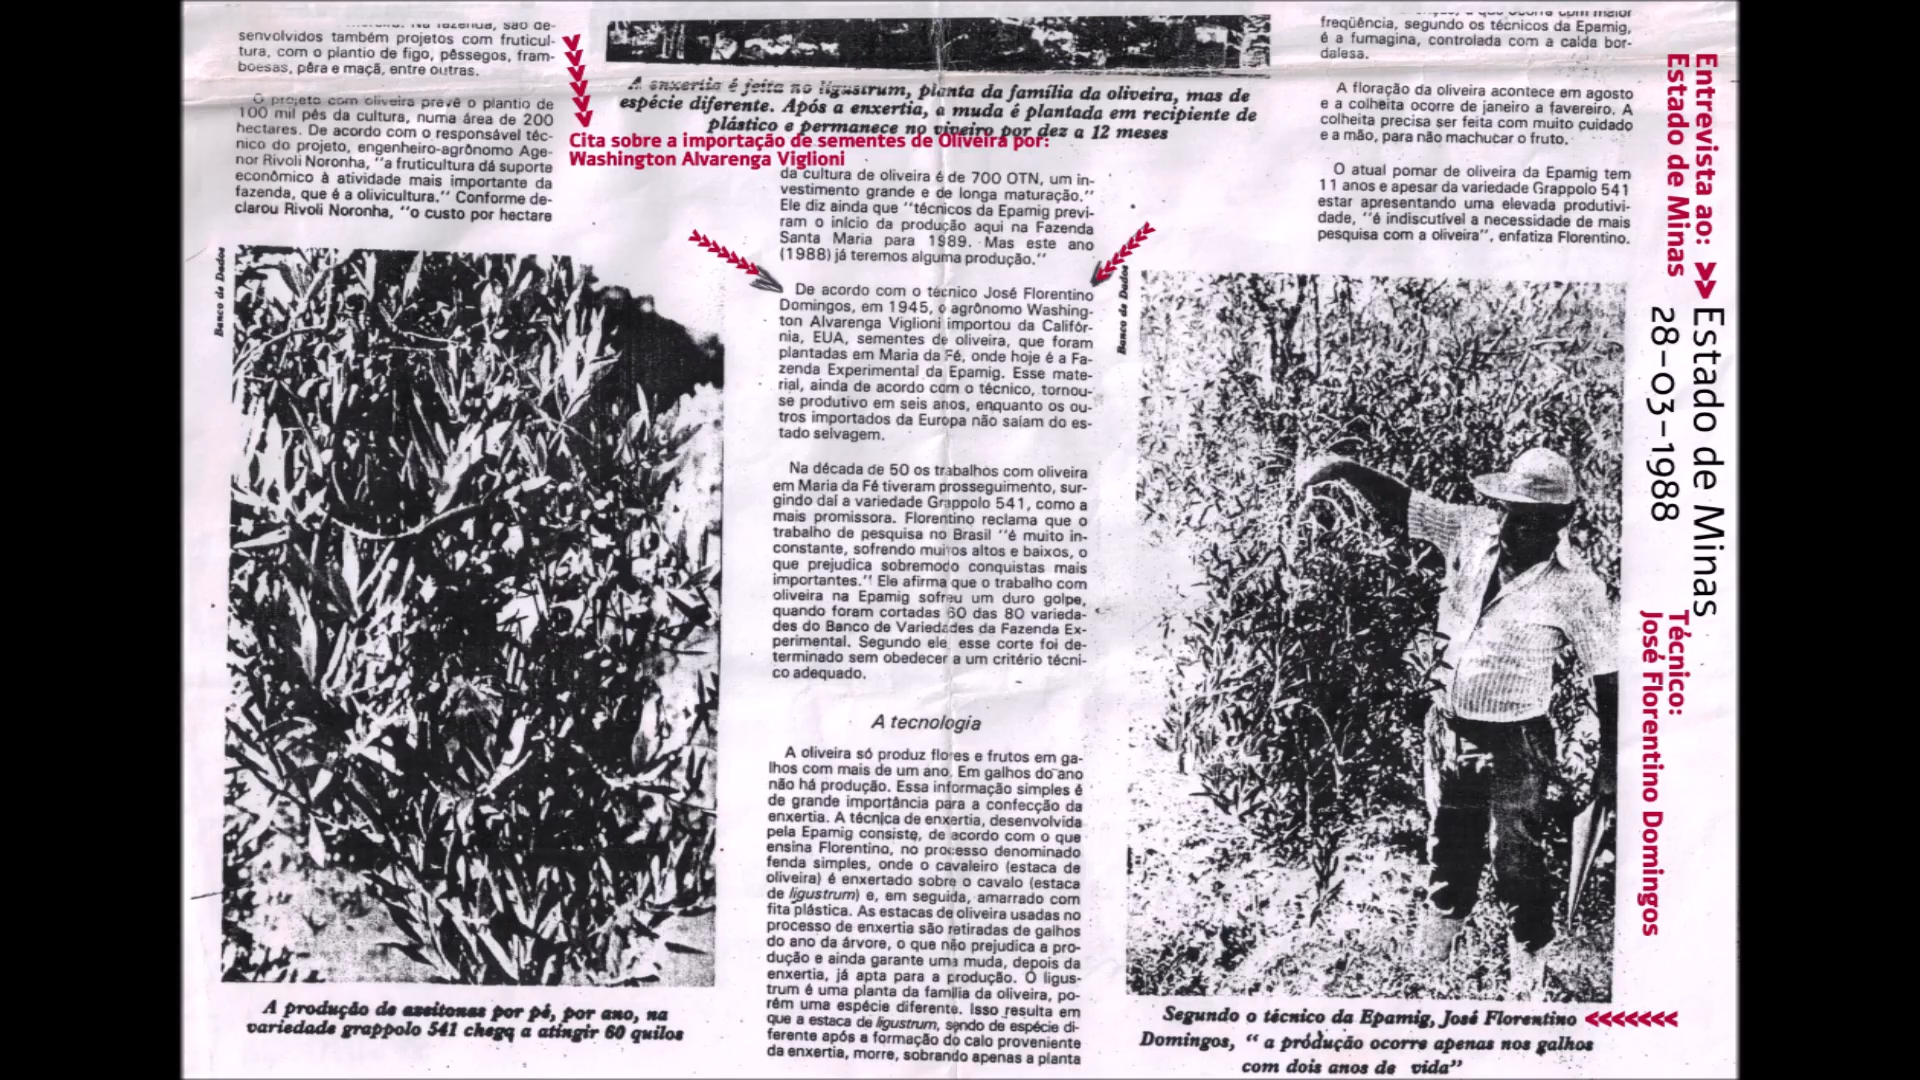 senvolvidos também projetos com fruticul-
tura, com o plantio de figo, pêssegos, fram-
boesas, pêra e maçã, entre outras.
O projeto com oliveira prevê o plantio de
100 mil pés da cultura, numa área de 200
hectares. De acordo com o responsável téc-
nico do projeto, engenheiro-agrônomo Age-
nor Rivoli Noronha, "a fruticultura dá suporte
econômico à atividade mais importante da
fazenda, que é a olivicultura." Conforme de-
clarou Rivoli Noronha, "o custo por hectare
Banco de Dados
A produção de azeitonas por pé, por ano, na
variedade grappolo 541 chega a atingir 60 quilos
A enxertia é feita no ligustrum, planta da família da oliveira, mas de
espécie diferente. Após a enxertia, a muda é plantada em recipiente de
plástico e permanece no viveiro por dez a 12 meses
Cita sobre a importação de sementes de Oliveira por:
Washington Alvarenga Viglioni
da cultura de oliveira é de 700 OTN, um in-
vestimento grande e de longa maturação."
Ele diz ainda que "técnicos da Epamig previ-
ram o início da produção aqui na Fazenda
Santa Maria para 1989. Mas este ano
(1988) já teremos alguma produção."
De acordo com o técnico José Florentino
Domingos, em 1945, o agrônomo Washing-
ton Alvarenga Viglioni importou da Califór-
nia, EUA, sementes de oliveira, que foram
plantadas em Maria da Fé, onde hoje é a Fa-
zenda Experimental da Epamig. Esse mate-
rial, ainda de acordo com o técnico, tornou-
se produtivo em seis anos, enquanto os ou-
tros importados da Europa não saíam do es-
tado selvagem.
Na década de 50 os trabalhos com oliveira
em Maria da Fé tiveram prosseguimento, sur-
gindo daí a variedade Grappolo 541, como a
mais promissora. Florentino reclama que o
trabalho de pesquisa no Brasil "é muito in-
constante, sofrendo muitos altos e baixos, o
que prejudica sobremodo conquistas mais
importantes." Ele afirma que o trabalho com
oliveira na Epamig sofreu um duro golpe,
quando foram cortadas 60 das 80 varieda-
des do Banco de Variedades da Fazenda Ex-
perimental. Segundo ele esse corte foi de-
terminado sem obedecer a um critério técni-
co adequado.
A tecnologia
A oliveira só produz flores e frutos em ga-
lhos com mais de um ano. Em galhos do ano
não há produção. Essa informação simples é
de grande importância para a confecção da
enxertia. A técnica de enxertia, desenvolvida
pela Epamig consiste, de acordo com o que
ensina Florentino, no processo denominado
fenda simples, onde o cavaleiro (estaca de
oliveira) é enxertado sobre o cavalo (estaca
de ligustrum) e, em seguida, amarrado com
fita plástica. As estacas de oliveira usadas no
processo de enxertia são retiradas de galhos
do ano da árvore, o que não prejudica a pro-
dução e ainda garante uma muda, depois da
enxertia, já apta para a produção. O ligus-
trum é uma planta da família da oliveira, po-
rém uma espécie diferente. Isso resulta em
que a estaca de ligustrum, sendo de espécie di-
ferente após a formação do calo proveniente
da enxertia, morre, sobrando apenas a planta
freqüência, segundo os técnicos da Epamig,
é a fumagina, controlada com a calda bor-
dalesa.
A floração da oliveira acontece em agosto
e a colheita ocorre de janeiro a favereiro. A
colheita precisa ser feita com muito cuidado
e a mão, para não machucar o fruto.
O atual pomar de oliveira da Epamig tem
11 anos e apesar da variedade Grappolo 541
estar apresentando uma elevada produtivi-
dade, "é indiscutível a necessidade de mais
pesquisa com a oliveira", enfatiza Florentino.
Banco de Dados
Segundo o técnico da Epamig, José Florentino
Domingos, "a produção ocorre apenas nos galhos
com dois anos de vida"
Entrevista ao:
Estado de Minas
Estado de Minas
28-03-1988
Técnico:
José Florentino Domingos